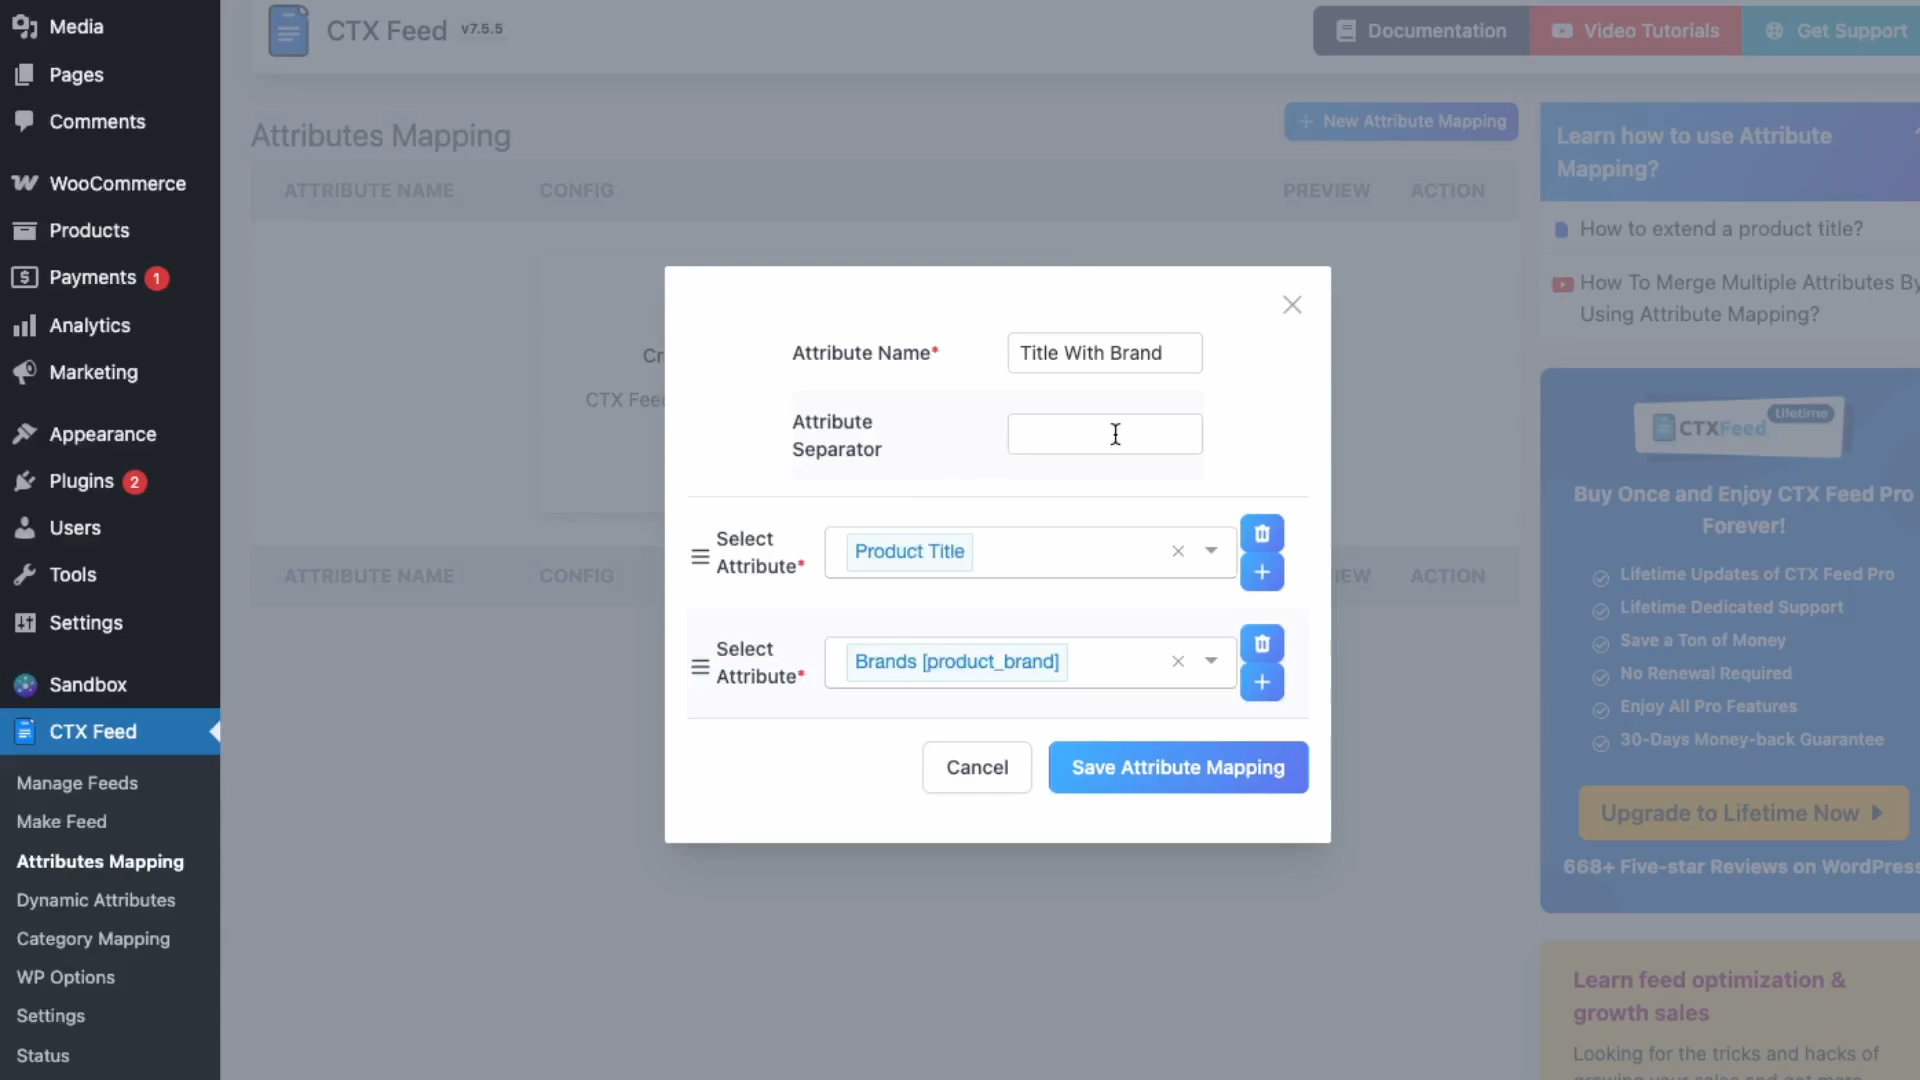 Media
Pages
Comments
WooCommerce
Products
Payments 1
Analytics
Marketing
Appearance
Plugins 2
Users
Tools
Settings
Sandbox
CTX Feed
Manage Feeds
Make Feed
Attributes Mapping
Dynamic Attributes
Category Mapping
WP Options
Settings
Status
CTX Feed v7.5.5
Documentation
Video Tutorials
Get Support
Attributes Mapping
+ New Attribute Mapping
ATTRIBUTE NAME CONFIG PREVIEW ACTION
Cr
CTX Feed
Attribute Name* Title With Brand
Attribute
Separator
Select
Attribute*
Product Title
Select
Attribute*
Brands [product_brand]
Cancel
Save Attribute Mapping
ATTRIBUTE NAME CONFIG IEW ACTION
Learn how to use Attribute
Mapping?
How to extend a product title?
How To Merge Multiple Attributes By
Using Attribute Mapping?
Lifetime
CTXFeed
Buy Once and Enjoy CTX Feed Pro
Forever!
Lifetime Updates of CTX Feed Pro
Lifetime Dedicated Support
Save a Ton of Money
No Renewal Required
Enjoy All Pro Features
30-Days Money-back Guarantee
Upgrade to Lifetime Now
668+ Five-star Reviews on WordPress
Learn feed optimization &
growth sales
Looking for the tricks and hacks of